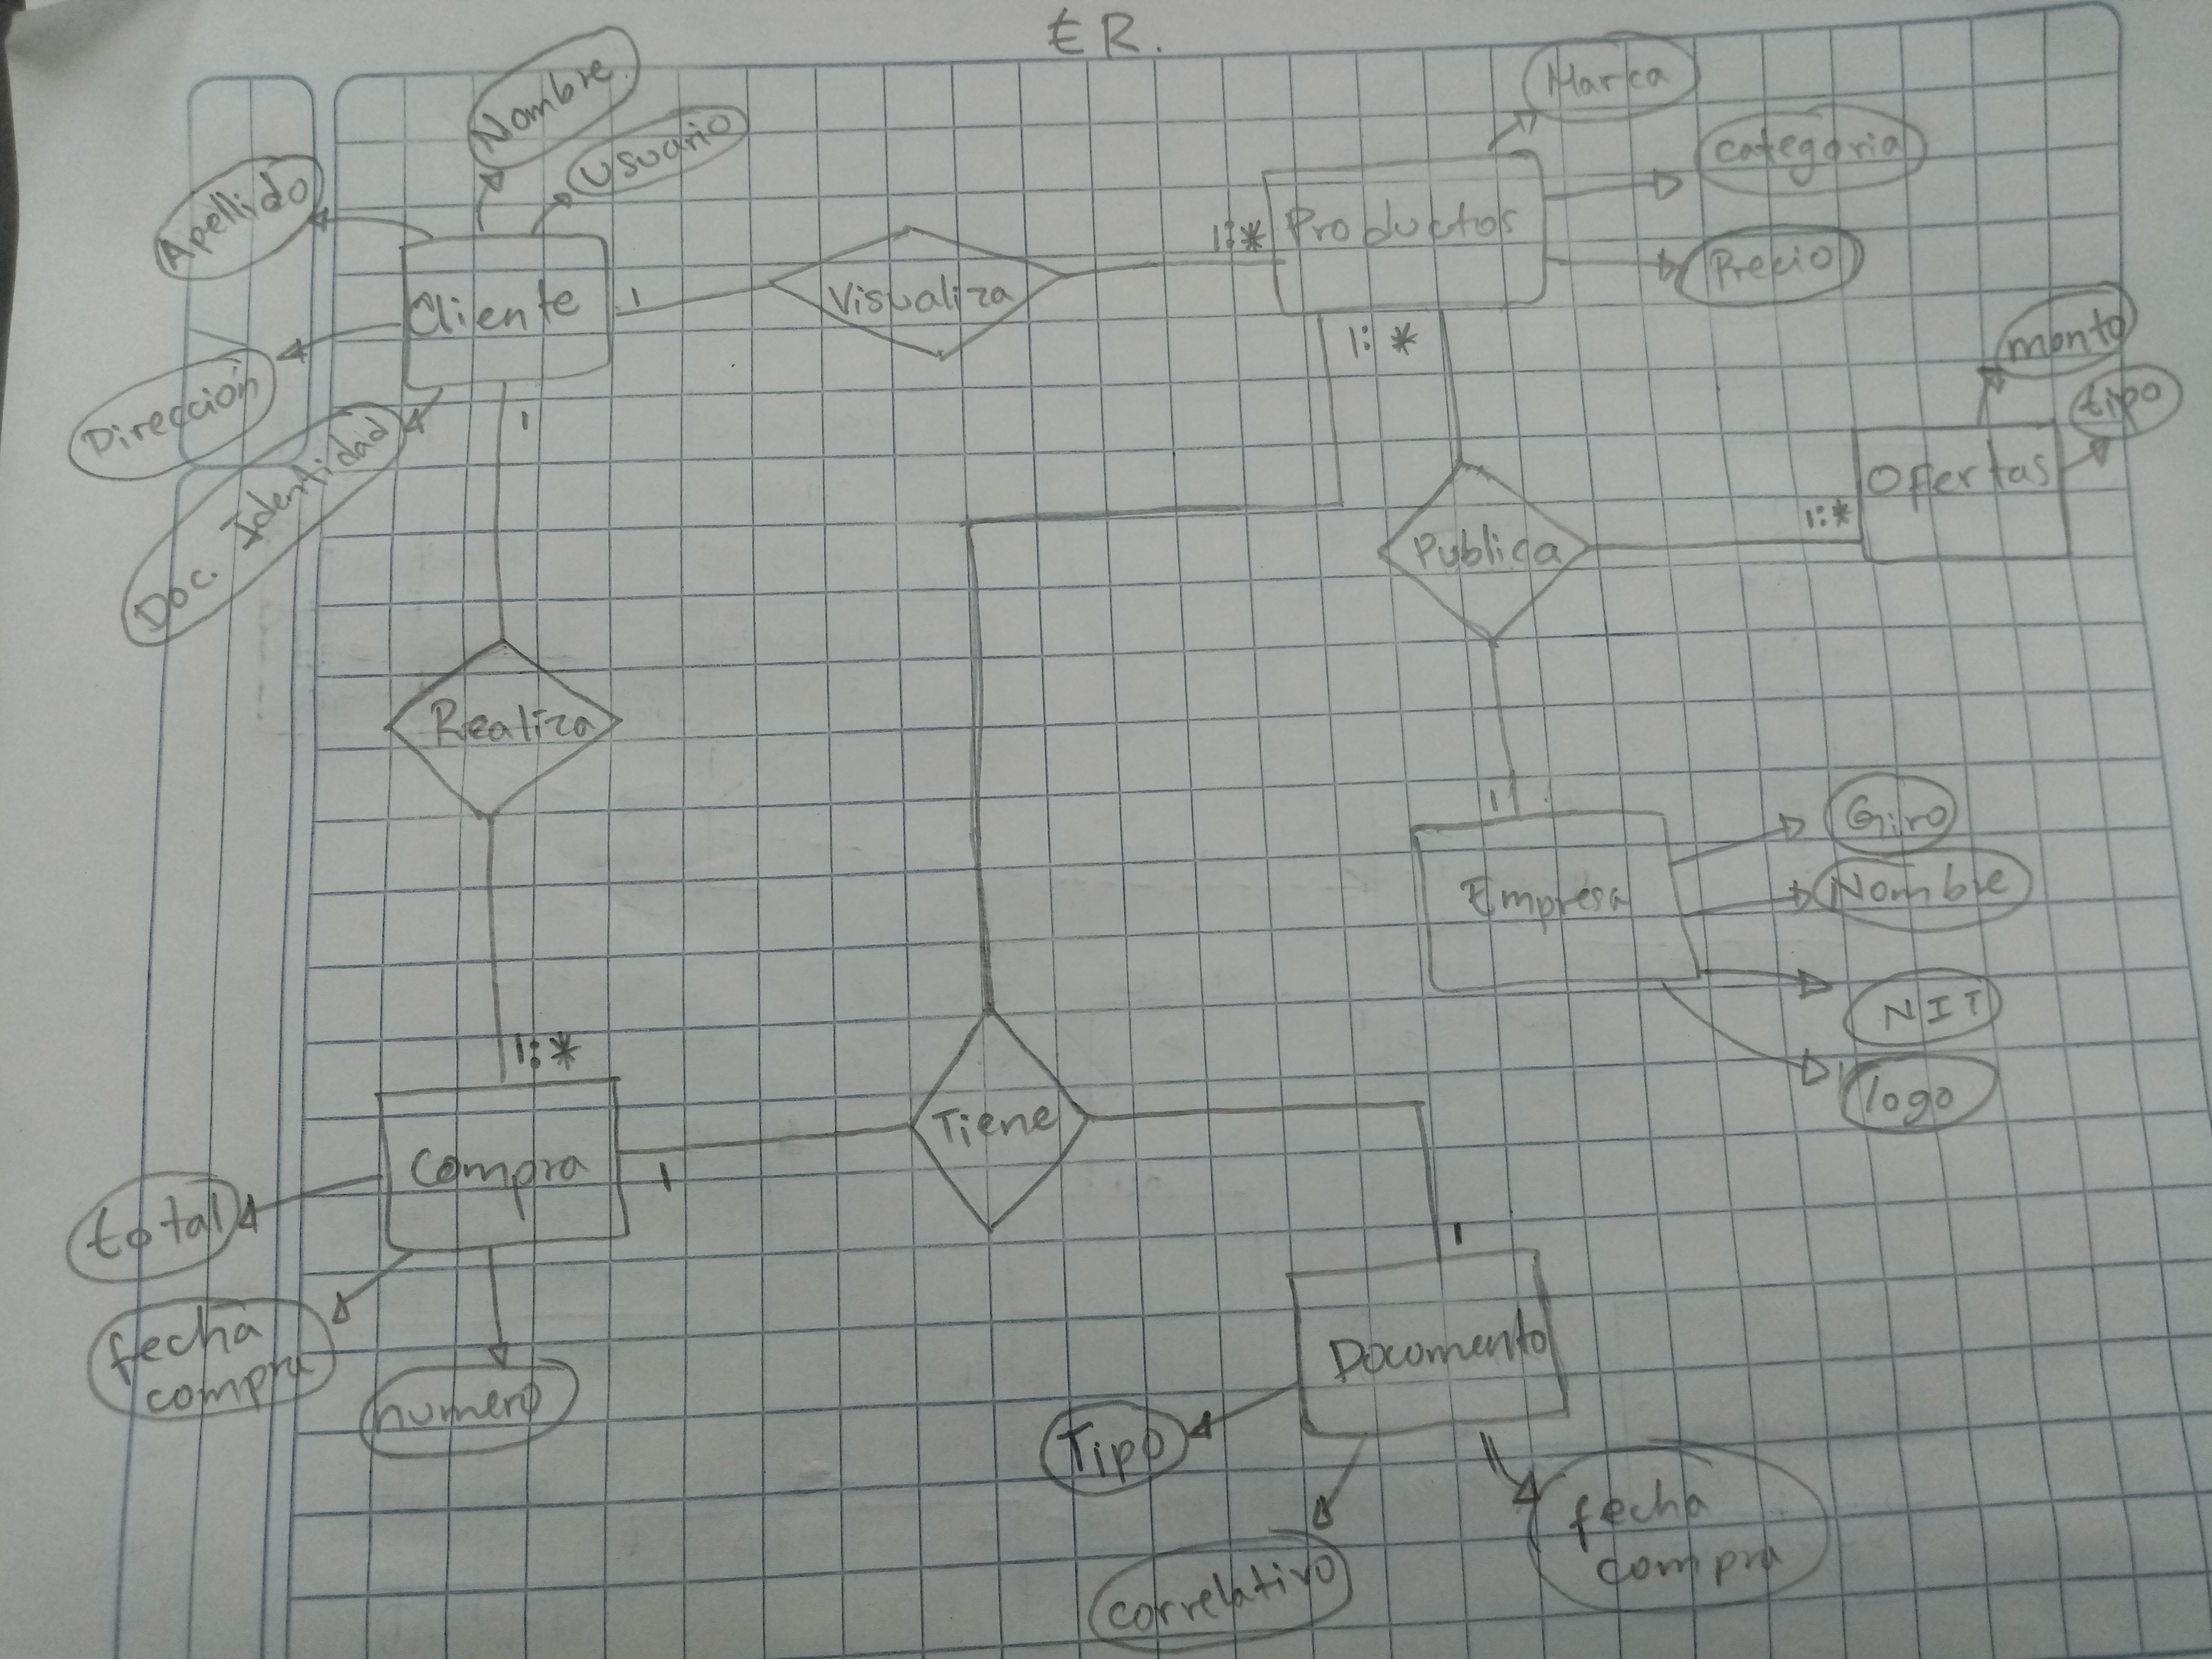 ER.
Marca
Nombre
Usuario
categoria
Apellido
Productos
1:*
Precio
Cliente
1
Visualiza
monto
1: *
tipo
Dirección
1
Ofertas
Doc. Identidad
1:*
Publica
Realiza
1
Giro
Empresa
Nombre
NIT
1:*
logo
Tiene
Compra
1
total
1
fecha
compra
Documento
numero
Tipo
fecha
compra
correlativo